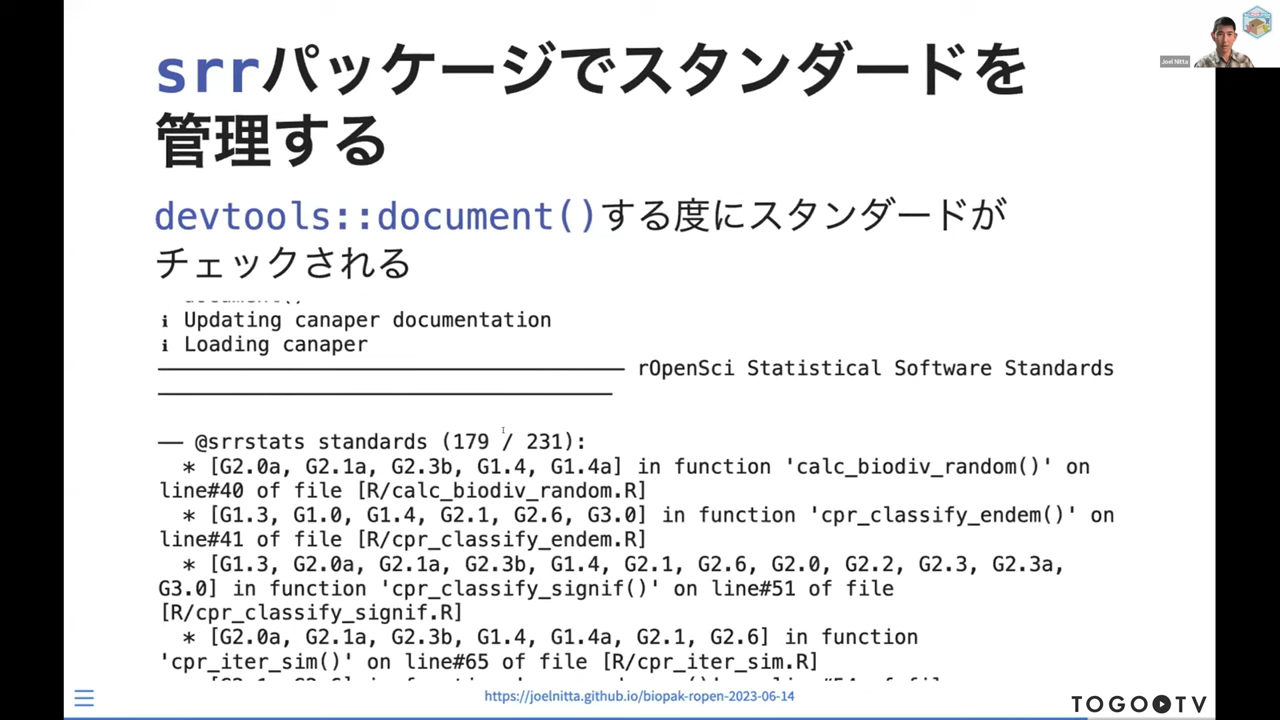 srrパッケージでスタンダードを
管理する
Joel Nitta
devtools::document()する度にスタンダードが
チェックされる
ℹ Updating canaper documentation
ℹ Loading canaper
rOpenSci Statistical Software Standards
── @srrstats standards (179 / 231):
* [G2.0a, G2.1a, G2.3b, G1.4, G1.4a] in function 'calc_biodiv_random()' on
line#40 of file [R/calc_biodiv_random.R]
* [G1.3, G1.0, G1.4, G2.1, G2.6, G3.0] in function 'cpr_classify_endem()' on
line#41 of file [R/cpr_classify_endem.R]
* [G1.3, G2.0a, G2.1a, G2.3b, G1.4, G2.1, G2.6, G2.0, G2.2, G2.3, G2.3a,
G3.0] in function 'cpr_classify_signif()' on line#51 of file
[R/cpr_classify_signif.R]
* [G2.0a, G2.1a, G2.3b, G1.4, G1.4a, G2.1, G2.6] in function
'cpr_iter_sim()' on line#65 of file [R/cpr_iter_sim.R]
https://joelnitta.github.io/biopak-ropen-2023-06-14
TOGOTV